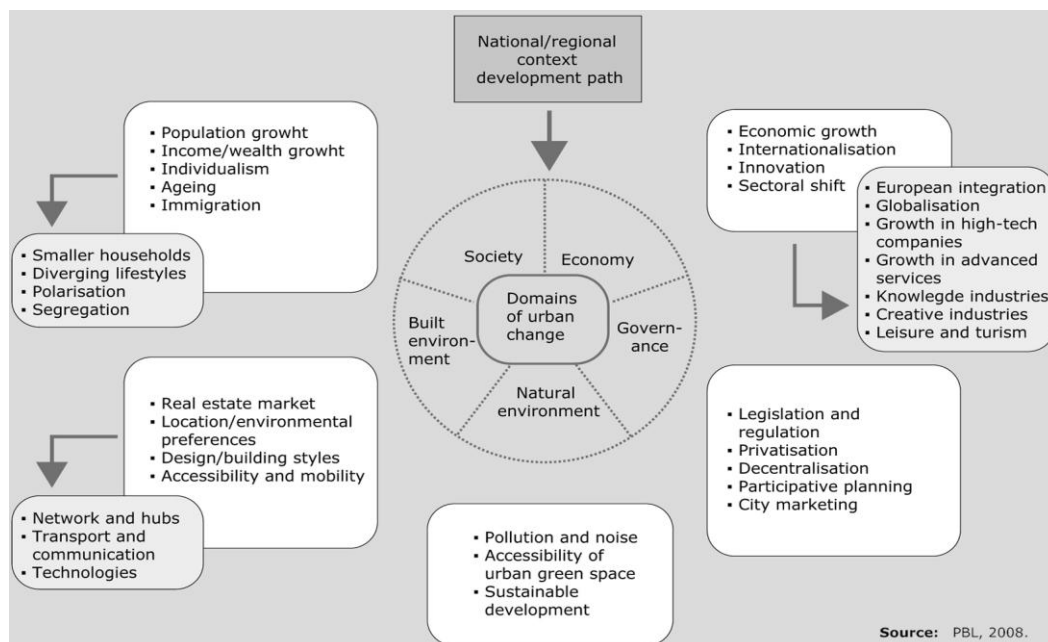 National/regional
context
development path
▪ Population growht
▪ Income/wealth growht
▪ Individualism
▪ Ageing
▪ Immigration
▪ Smaller households
▪ Diverging lifestyles
▪ Polarisation
▪ Segregation
▪ Economic growth
▪ Internationalisation
▪ Innovation
▪ Sectoral shift
▪ European integration
▪ Globalisation
▪ Growth in high-tech
companies
▪ Growth in advanced
services
▪ Knowlegde industries
▪ Creative industries
▪ Leisure and turism
Society
Economy
Domains
of urban
change
Built
environ-
ment
Govern-
ance
Natural
environment
▪ Real estate market
▪ Location/environmental
preferences
▪ Design/building styles
▪ Accessibility and mobility
▪ Network and hubs
▪ Transport and
communication
▪ Technologies
▪ Legislation and
regulation
▪ Privatisation
▪ Decentralisation
▪ Participative planning
▪ City marketing
▪ Pollution and noise
▪ Accessibility of
urban green space
▪ Sustainable
development
Source: PBL, 2008.